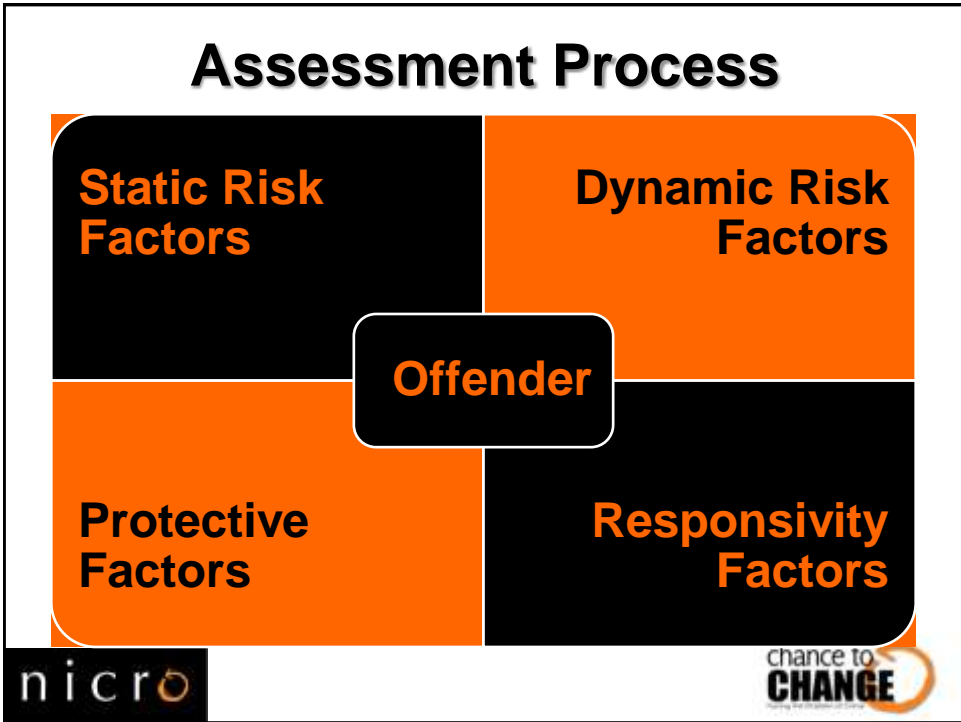 Assessment Process
Static Risk
Factors
Dynamic Risk
Factors
Offender
Protective
Factors
Responsivity
Factors
nicro
chance to
CHANGE